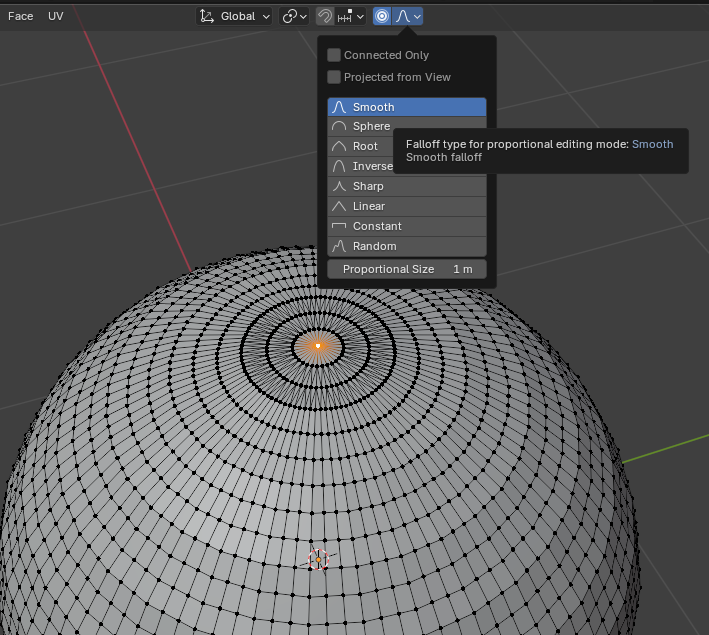 Face UV Global
Connected Only
Projected from View
Smooth
Sphere
Falloff type for proportional editing mode: Smooth
Smooth falloff
Root
Inverse
Sharp
Linear
Constant
Random
Proportional Size 1 m